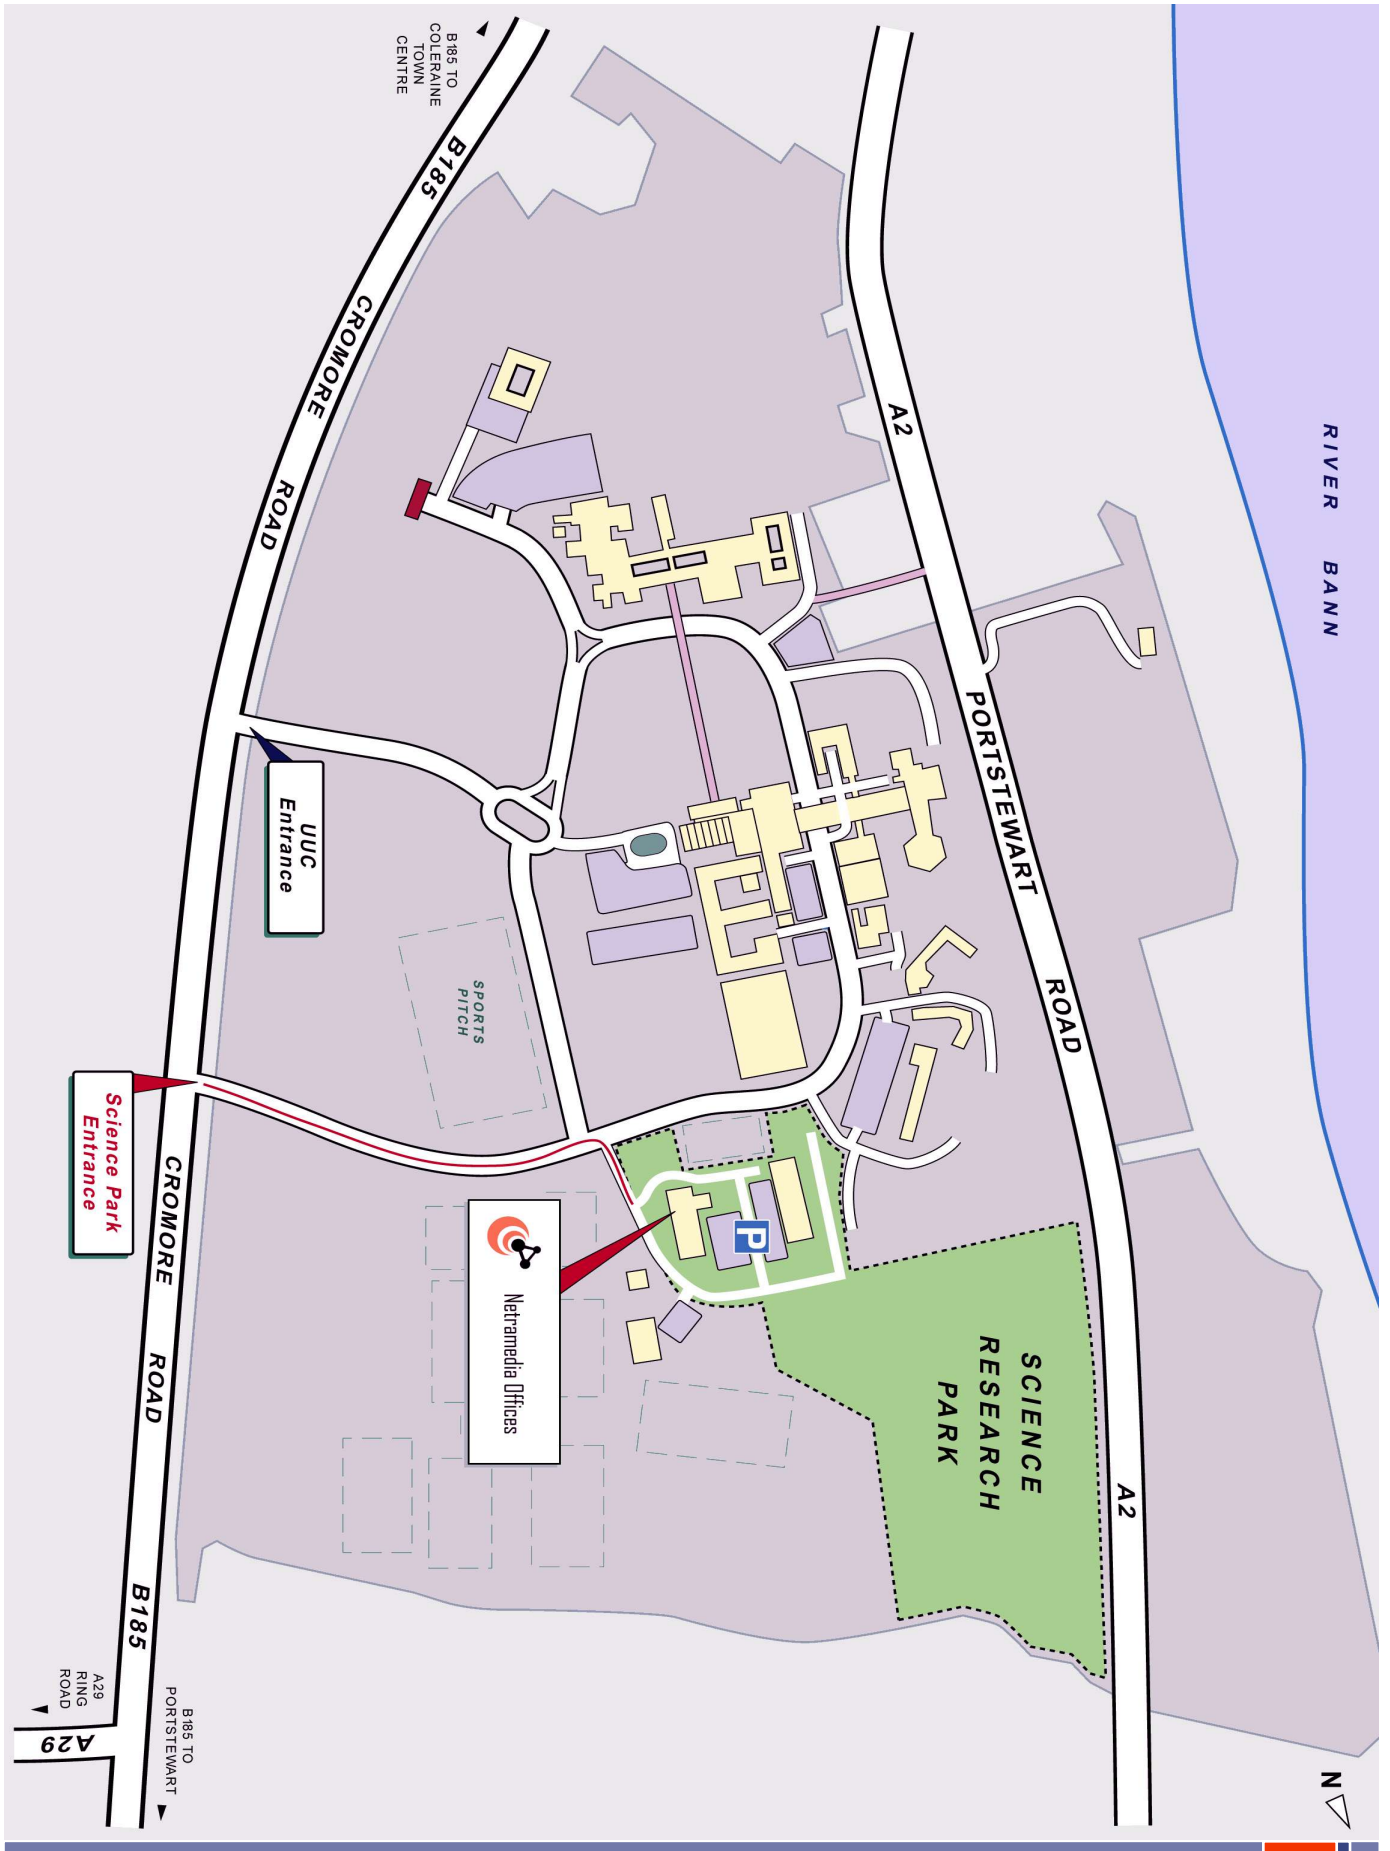 B185 TO
COLERAINE
TOWN
CENTRE
B185
CROMORE
ROAD
A2
PORTSTEWART
ROAD
A2
RIVER BANN
UUC
Entrance
SPORTS
PITCH
Science Park
Entrance
CROMORE
ROAD
B185
Netramedia Offices
P
SCIENCE
RESEARCH
PARK
A29
RING
ROAD
A29
B185 TO
PORTSTEWART
N